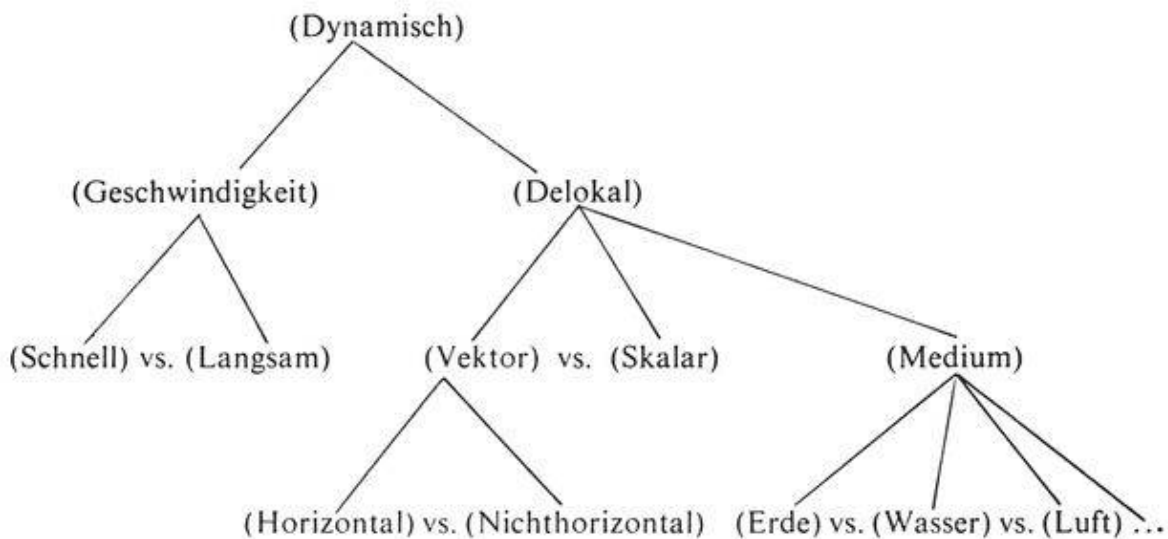 (Dynamisch)
(Geschwindigkeit) (Delokal)
(Schnell) vs. (Langsam) (Vektor) vs. (Skalar) (Medium)
(Horizontal) vs. (Nichthorizontal) (Erde) vs. (Wasser) vs. (Luft) ...